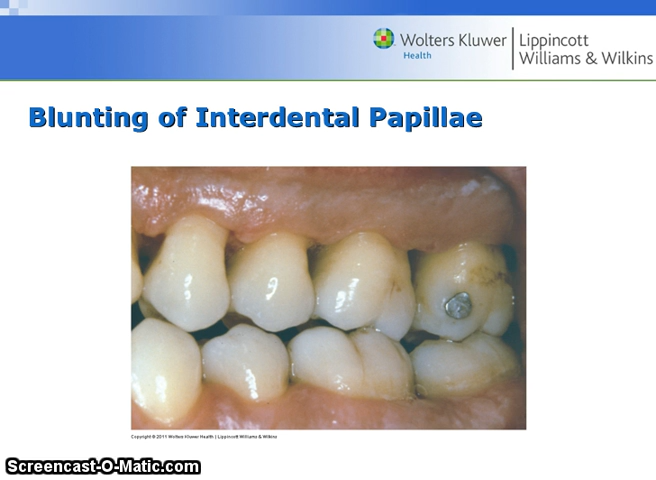 Wolters Kluwer
Health
Lippincott
Williams & Wilkins
Blunting of Interdental Papillae
Copyright © 2011 Wolters Kluwer Health | Lippincott Williams & Wilkins
Screencast-O-Matic.com